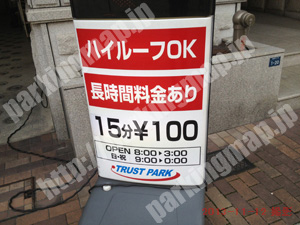 ハイルーフOK
長時間料金あり
15分¥100
OPEN 8:00▸3:00
日·祝 9:00▸0:00
TRUST PARK